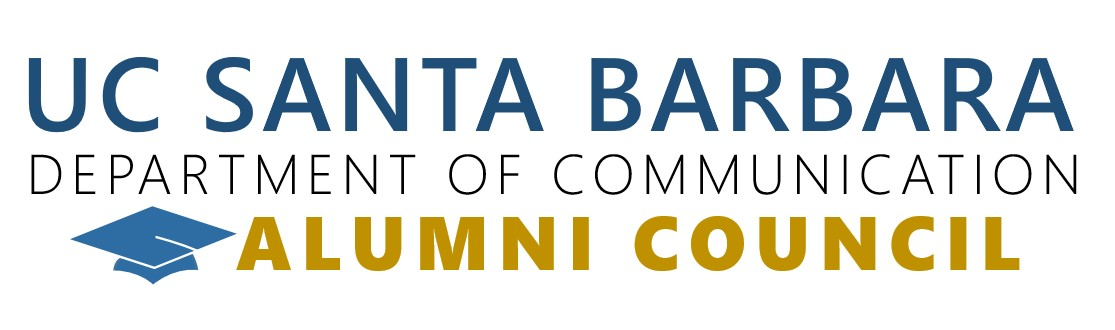 UC SANTA BARBARA
DEPARTMENT OF COMMUNICATION
ALUMNI COUNCIL